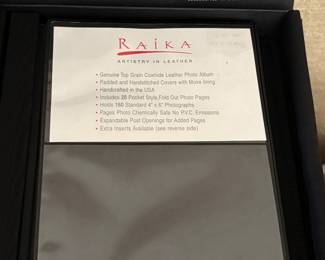 RAIKA
ARTISTRY IN LEATHER
• Genuine Top Grain Cowhide Leather Photo Album
• Padded and Handstitched Covers with Moire lining
• Handcrafted in the USA
• Includes 20 Pocket Style, Fold Out Photo Pages
• Holds 160 Standard 4" x 6" Photographs
• Pages Photo Chemically Safe No P.V.C. Emissions
• Expandable Post Openings for Added Pages
• Extra Inserts Available (see reverse side)